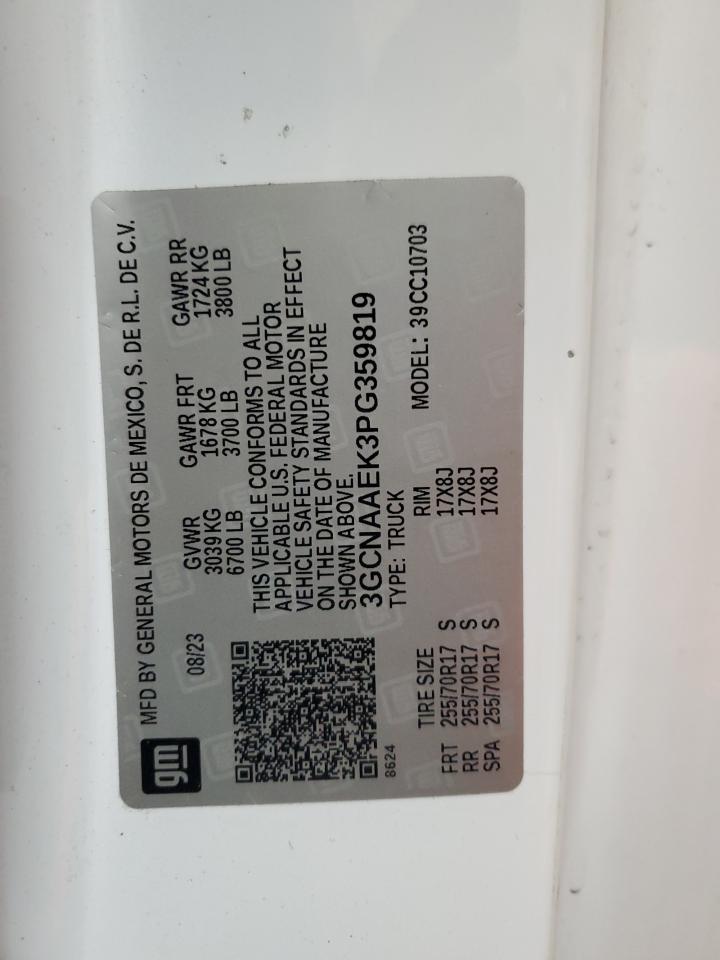 gm
MFD BY GENERAL MOTORS DE MEXICO, S. DE R.L. DE C.V.
08/23
GVWR GAWR FRT GAWR RR
3039 KG 1678 KG 1724 KG
6700 LB 3700 LB 3800 LB
THIS VEHICLE CONFORMS TO ALL
APPLICABLE U.S. FEDERAL MOTOR
VEHICLE SAFETY STANDARDS IN EFFECT
ON THE DATE OF MANUFACTURE
SHOWN ABOVE.
3GCNAAEK3PG359819
8624
TYPE: TRUCK MODEL: 39CC10703
TIRE SIZE RIM
FRT 255/70R17 S 17X8J
RR 255/70R17 S 17X8J
SPA 255/70R17 S 17X8J